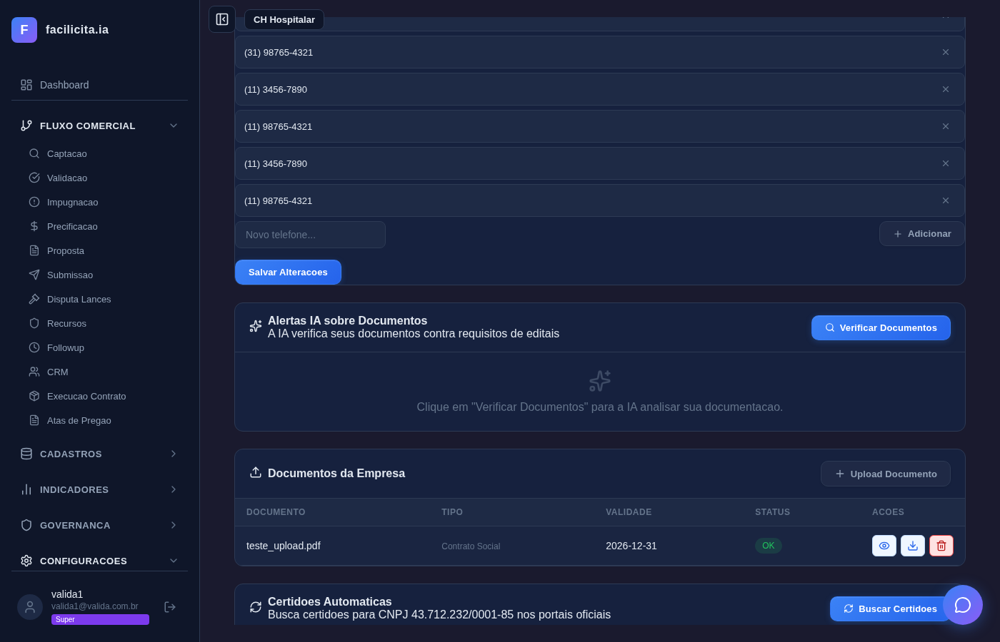 F facilicita.ia
CH Hospitalar
Dashboard
FLUXO COMERCIAL
Captacao
Validacao
Impugnacao
Precificacao
Proposta
Submissao
Disputa Lances
Recursos
Followup
CRM
Execucao Contrato
Atas de Pregao
CADASTROS
INDICADORES
GOVERNANCA
CONFIGURACOES
valida1
valida1@valida.com.br
Super
(31) 98765-4321
(11) 3456-7890
(11) 98765-4321
(11) 3456-7890
(11) 98765-4321
Novo telefone...
Adicionar
Salvar Alteracoes
Alertas IA sobre Documentos
A IA verifica seus documentos contra requisitos de editais
Verificar Documentos
Clique em "Verificar Documentos" para a IA analisar sua documentacao.
Documentos da Empresa
Upload Documento
DOCUMENTO TIPO VALIDADE STATUS ACOES
teste_upload.pdf Contrato Social 2026-12-31 OK
Certidoes Automaticas
Busca certidoes para CNPJ 43.712.232/0001-85 nos portais oficiais
Buscar Certidoes